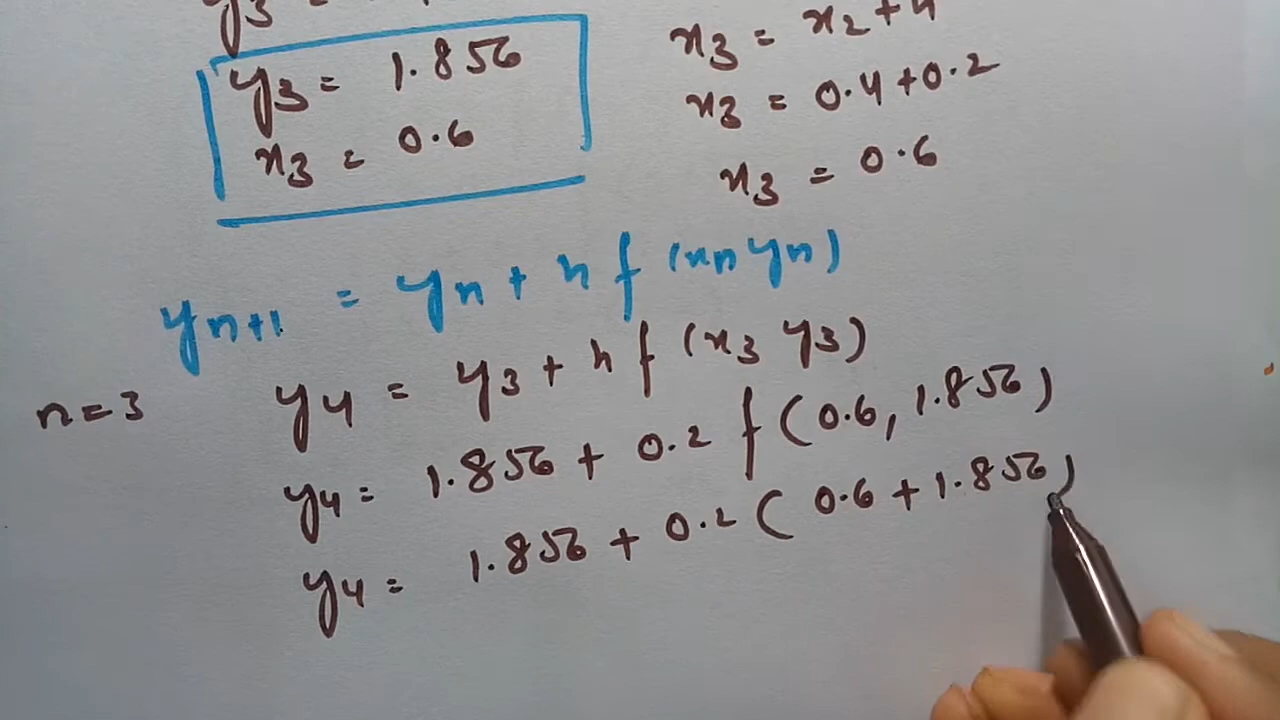 y3 =
y3 = 1.856
x3 = 0.6
x3 = x2 + h
x3 = 0.4 + 0.2
x3 = 0.6
yn+1 = yn + h f (xn yn)
n=3 y4 = y3 + h f (x3 y3)
y4 = 1.856 + 0.2 f (0.6, 1.856)
y4 = 1.856 + 0.2 (0.6 + 1.856)